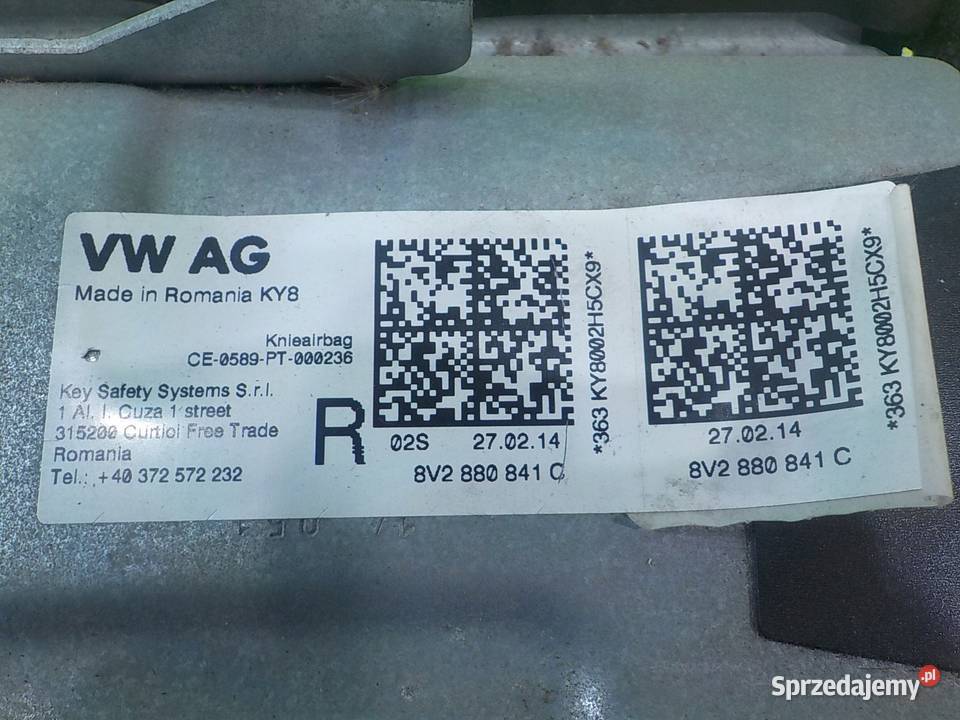 VW AG
Made in Romania KY8
Knieairbag
CE-0589-PT-000236
Key Safety Systems S.r.l.
1 Al. I. Cuza 1 street
315200 Curtici Free Trade
Romania
Tel.: +40 372 572 232
R
02S 27.02.14
8V2 880 841 C
*363 KY8002H5CX9*
27.02.14
8V2 880 841 C
*363 KY8002H5CX9*
Sprzedajemy.pl